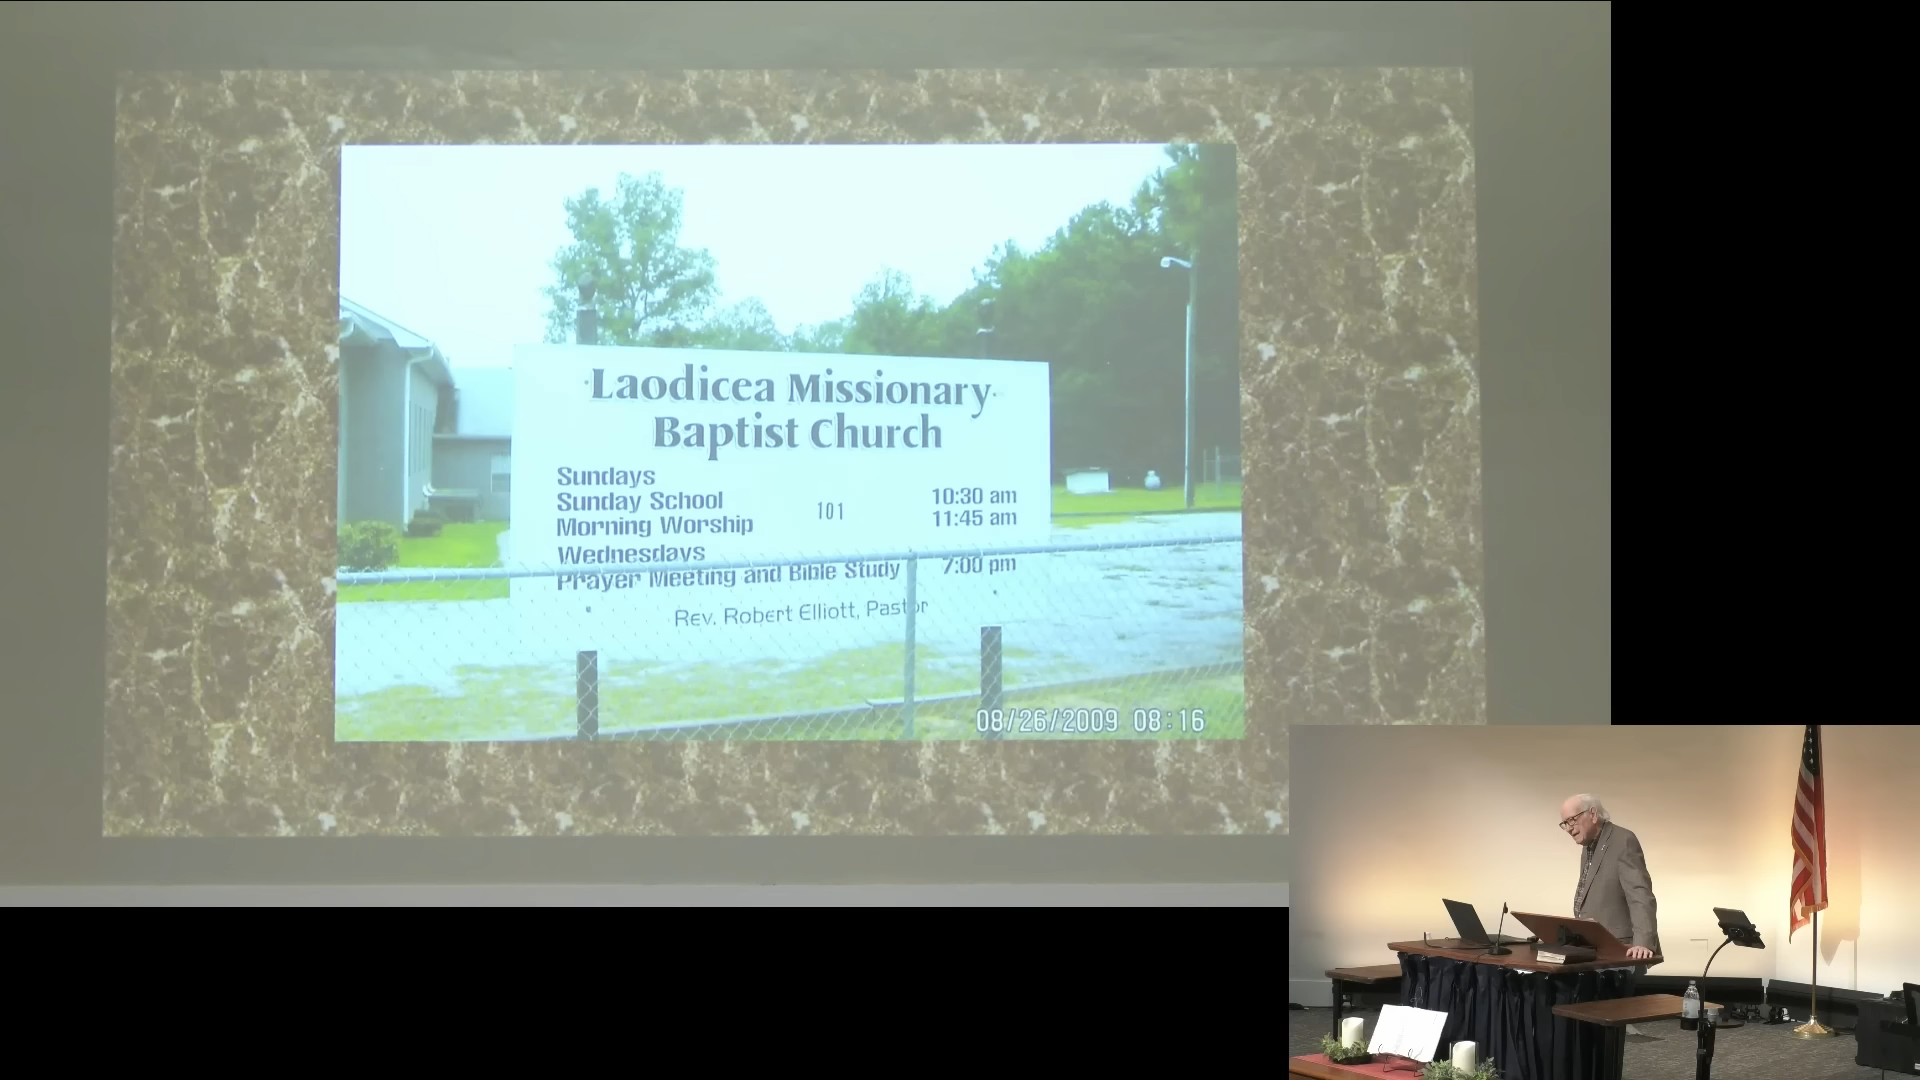 Laodicea Missionary
Baptist Church
Sundays
Sunday School 10:30 am
Morning Worship 101 11:45 am
Wednesdays
Prayer Meeting and Bible Study 7:00 pm
Rev. Robert Elliott, Pastor
08/26/2009 08:16